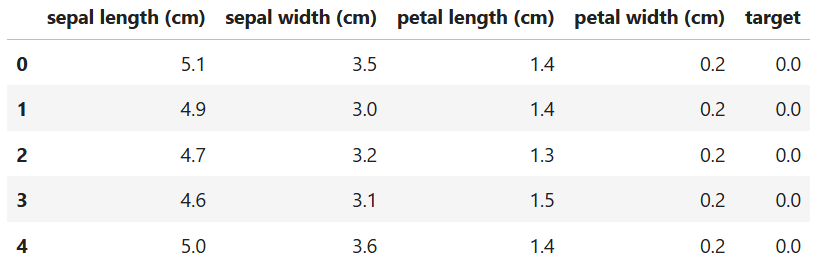 sepal length (cm) sepal width (cm) petal length (cm) petal width (cm) target
0 5.1 3.5 1.4 0.2 0.0
1 4.9 3.0 1.4 0.2 0.0
2 4.7 3.2 1.3 0.2 0.0
3 4.6 3.1 1.5 0.2 0.0
4 5.0 3.6 1.4 0.2 0.0